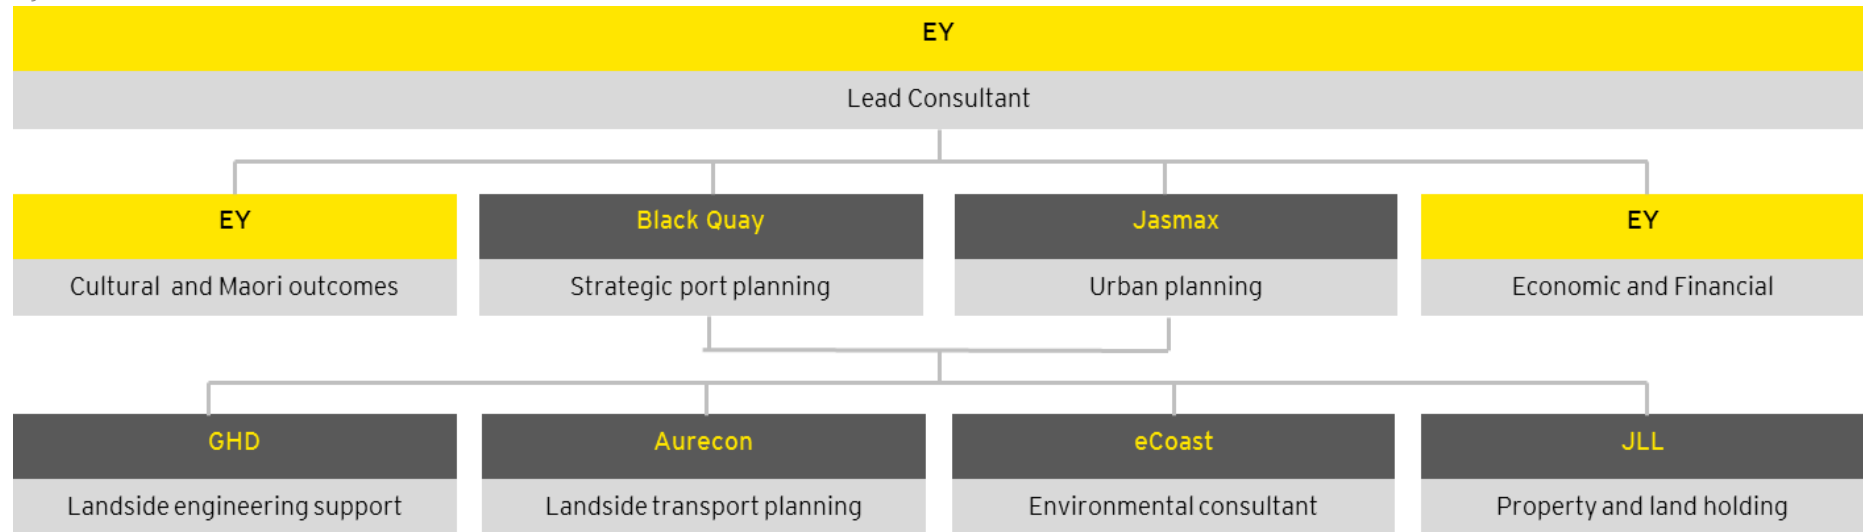 EY
Lead Consultant
EY
Black Quay
Jasmax
EY
Cultural and Maori outcomes
Strategic port planning
Urban planning
Economic and Financial
GHD
Aurecon
eCoast
JLL
Landside engineering support
Landside transport planning
Environmental consultant
Property and land holding